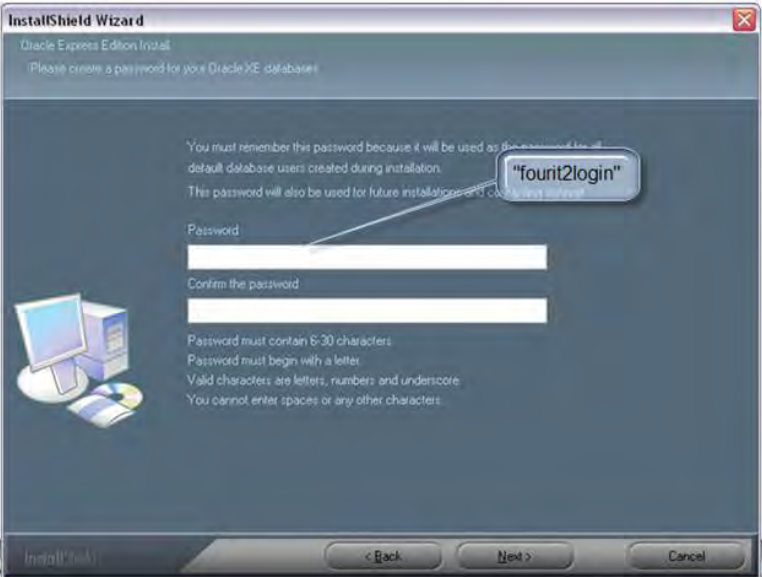 InstallShield Wizard
Oracle Express Edition Install
Please create a password for your Oracle XE databases
You must remember this password because it will be used as the password for all
default database users created during installation.
"fourit2login"
This password will also be used for future installations and
Password
Confirm the password
Password must contain 6-30 characters
Password must begin with a letter.
Valid characters are letters, numbers and underscore
You cannot enter spaces or any other characters.
InstallShield
< Back
Next >
Cancel